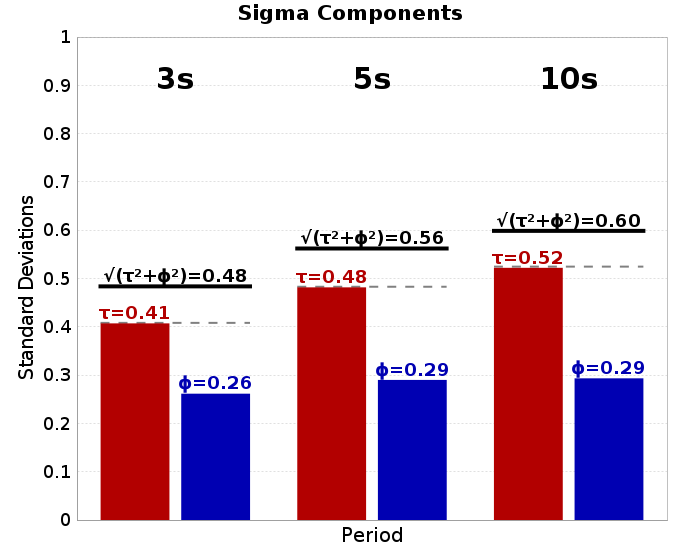 Sigma Components
Standard Deviations
1
0.9
0.8
0.7
0.6
0.5
0.4
0.3
0.2
0.1
0
3s
5s
10s
√(τ²+ϕ²)=0.48
τ=0.41
ϕ=0.26
√(τ²+ϕ²)=0.56
τ=0.48
ϕ=0.29
√(τ²+ϕ²)=0.60
τ=0.52
ϕ=0.29
Period